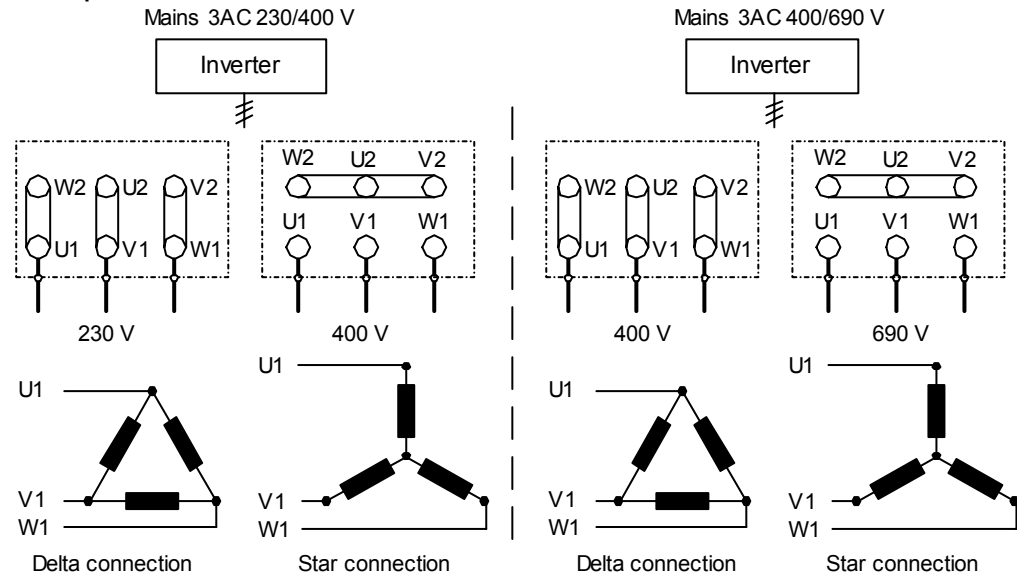 Mains 3AC 230/400 V
Inverter
W2 U2 V2
U1 V1 W1
230 V
W2 U2 V2
U1 V1 W1
400 V
U1
V1
W1
Delta connection
U1
V1
W1
Star connection
Mains 3AC 400/690 V
Inverter
W2 U2 V2
U1 V1 W1
400 V
W2 U2 V2
U1 V1 W1
690 V
U1
V1
W1
Delta connection
U1
V1
W1
Star connection